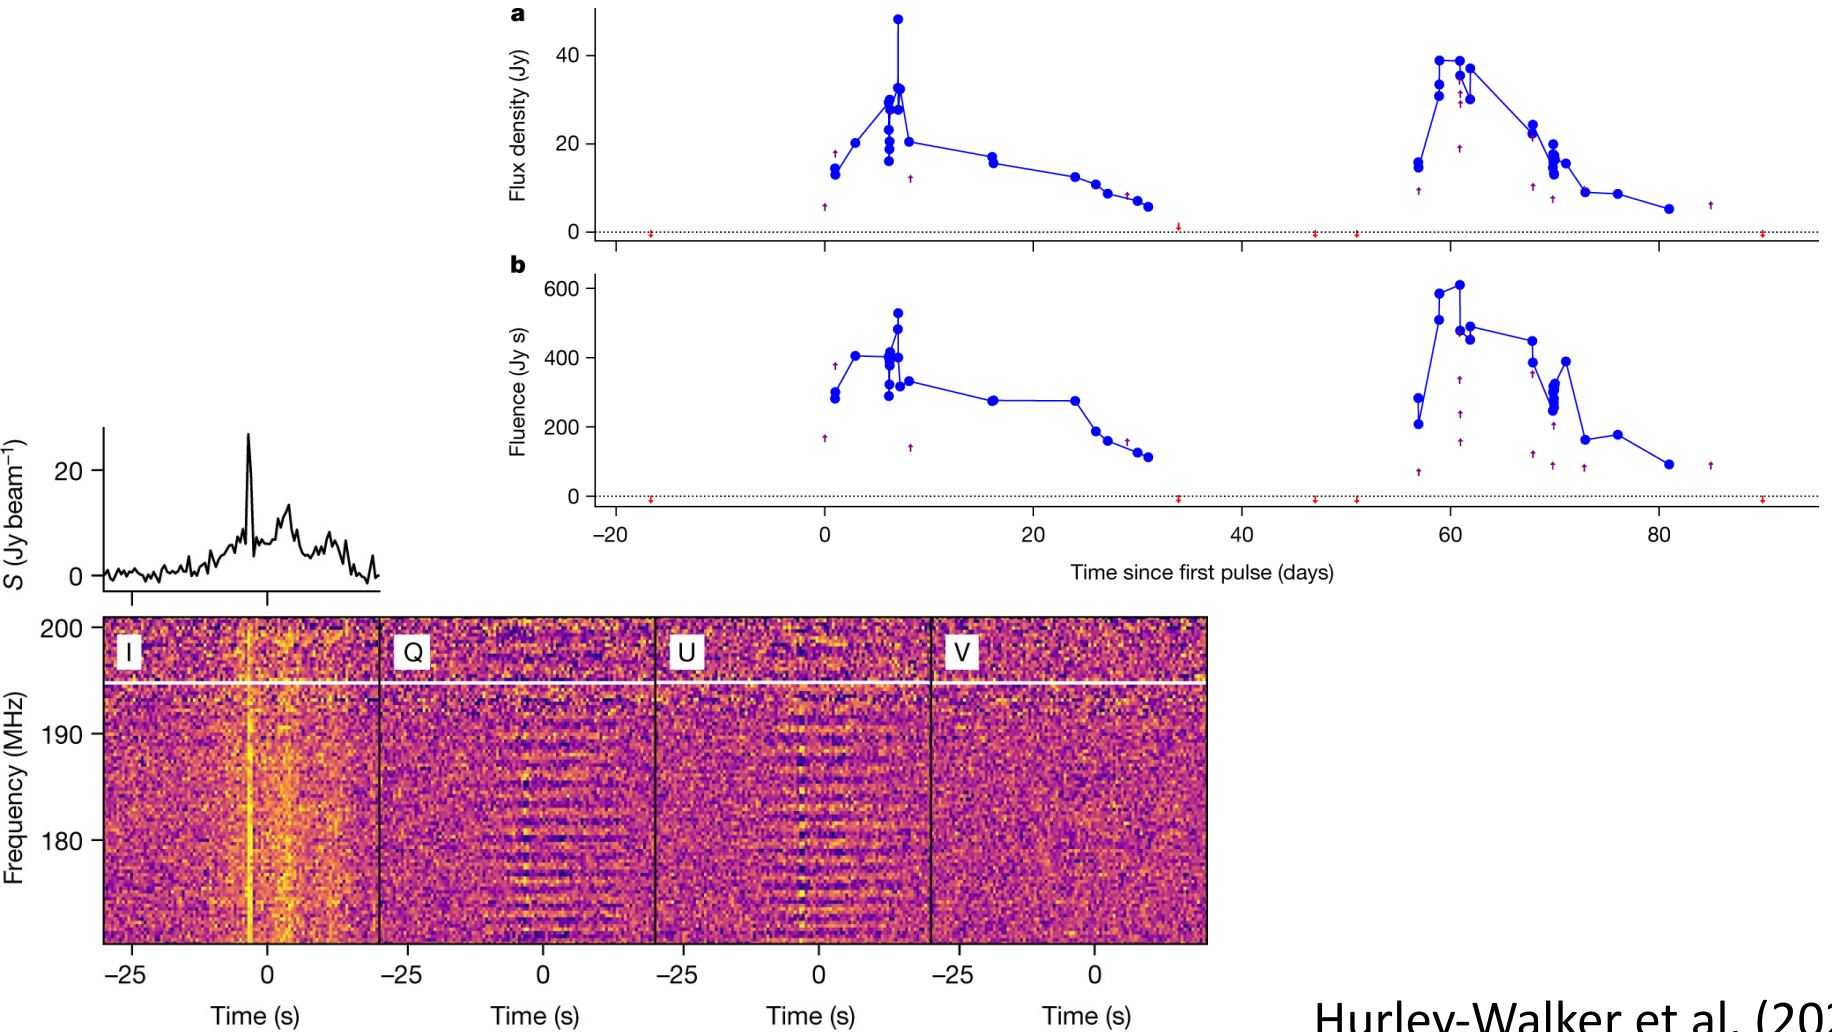 a
Flux density (Jy)
40
20
0
b
Fluence (Jy s)
600
400
200
0
–20 0 20 40 60 80
Time since first pulse (days)
S (Jy beam⁻¹)
20
0
Frequency (MHz)
200
190
180
I Q U V
–25 0 –25 0 –25 0 –25 0
Time (s) Time (s) Time (s) Time (s)
Hurley-Walker et al.